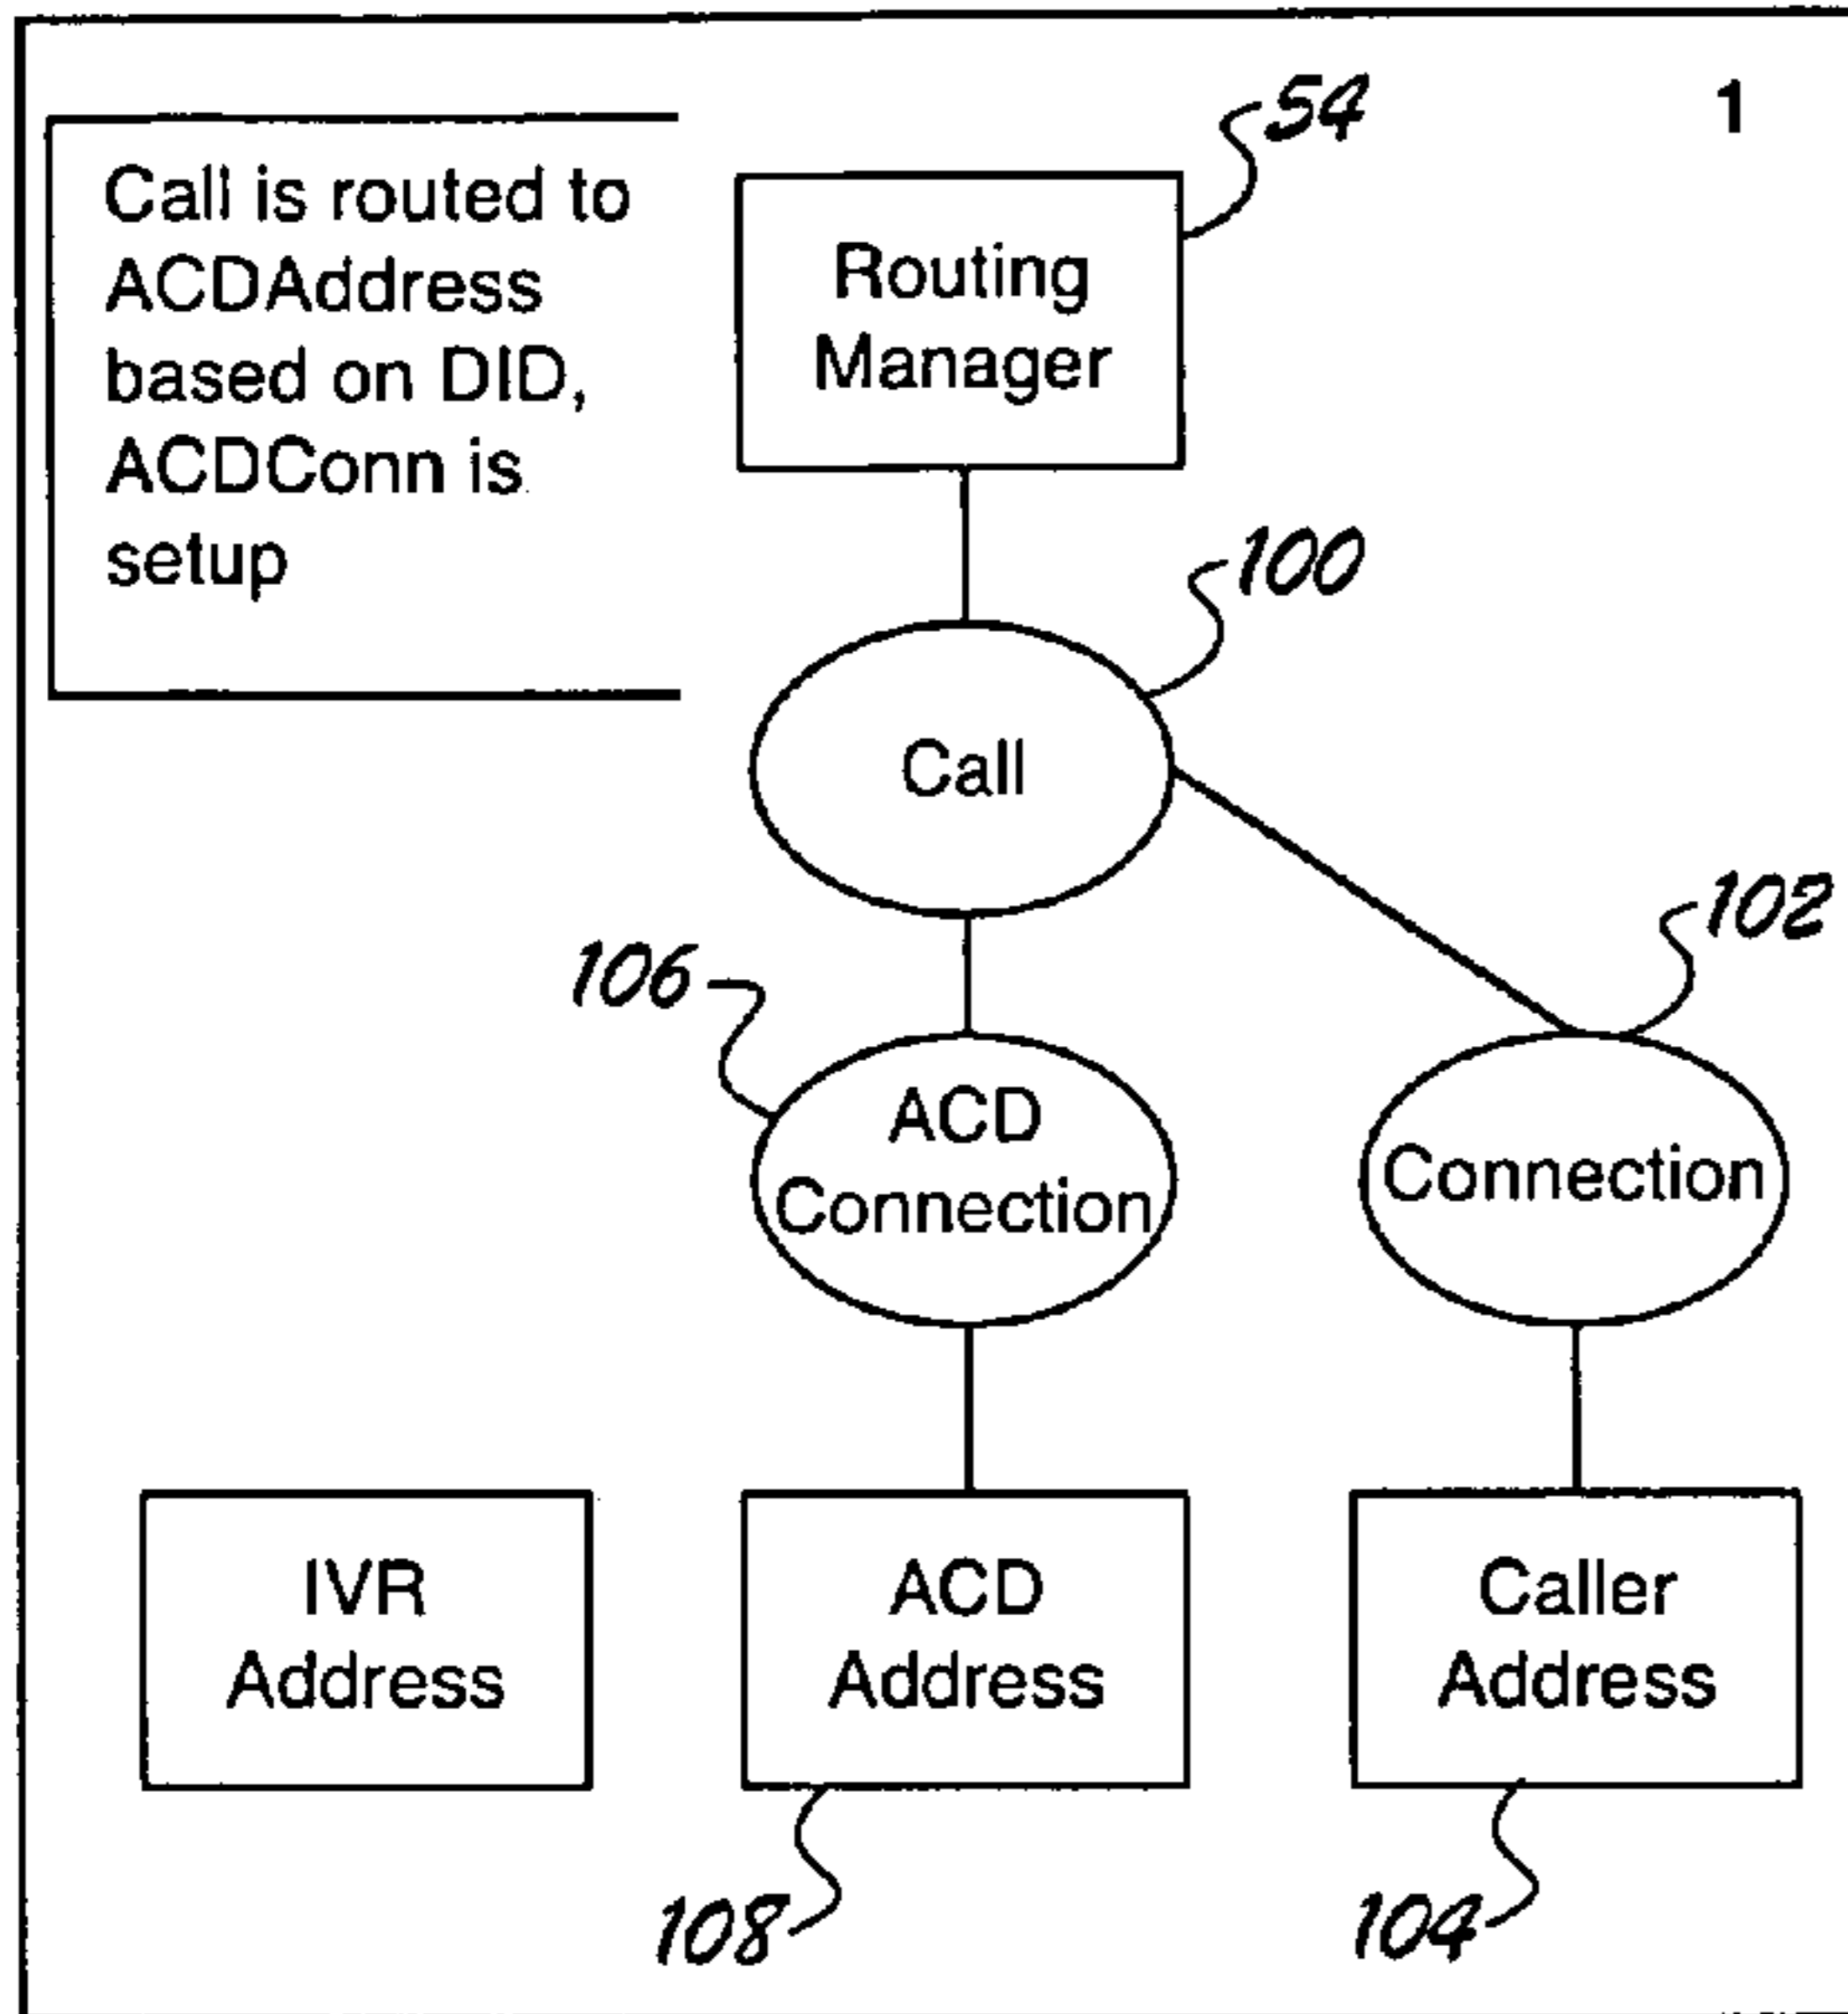 1
Call is routed to
ACDAddress
based on DID,
ACDConn is
setup
54
Routing
Manager
100
Call
102
106
ACD
Connection
Connection
IVR
Address
ACD
Address
Caller
Address
108
104